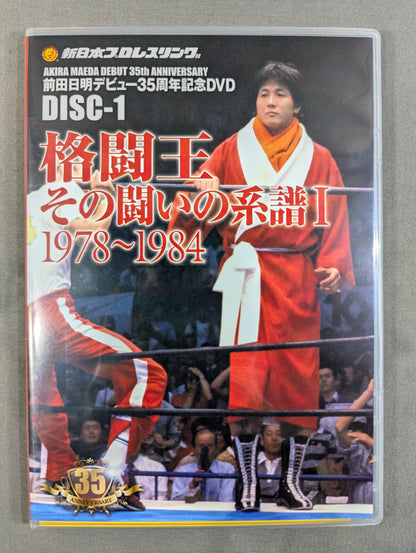 新日本プロレスリング
AKIRA MAEDA DEBUT 35th ANNIVERSARY
前田日明デビュー35周年記念DVD
DISC-1
格闘王
その闘いの系譜 I
1978〜1984
35
ANNIVERSARY